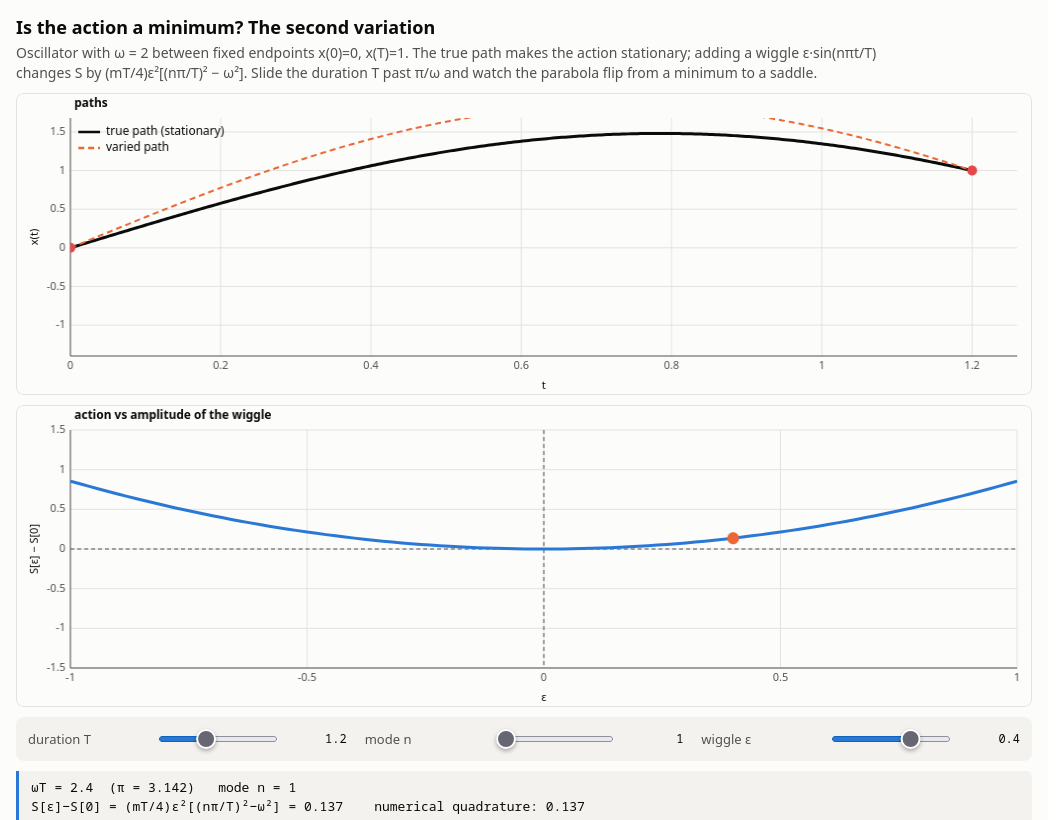 Is the action a minimum? The second variation
Oscillator with ω = 2 between fixed endpoints x(0)=0, x(T)=1. The true path makes the action stationary; adding a wiggle ε·sin(nπt/T)
changes S by (mT/4)ε²[(nπ/T)² − ω²]. Slide the duration T past π/ω and watch the parabola flip from a minimum to a saddle.
paths
true path (stationary)
varied path
1.5
1
0.5
0
-0.5
-1
x(t)
0 0.2 0.4 0.6 0.8 1 1.2
t
action vs amplitude of the wiggle
1.5
1
0.5
0
-0.5
-1
-1.5
S[ε] − S[0]
-1 -0.5 0 0.5 1
ε
duration T 1.2 mode n 1 wiggle ε 0.4
ωT = 2.4 (π = 3.142) mode n = 1
S[ε]−S[0] = (mT/4)ε²[(nπ/T)²−ω²] = 0.137 numerical quadrature: 0.137